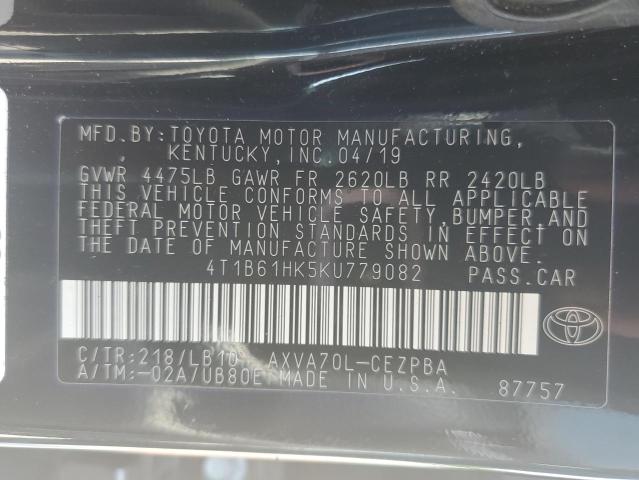 MFD.BY:TOYOTA MOTOR MANUFACTURING,
KENTUCKY,INC.04/19
GVWR 4475LB GAWR FR 2620LB RR 2420LB
THIS VEHICLE CONFORMS TO ALL APPLICABLE
FEDERAL MOTOR VEHICLE SAFETY,BUMPER,AND
THEFT PREVENTION STANDARDS IN EFFECT ON
THE DATE OF MANUFACTURE SHOWN ABOVE.
4T1B61HK5KU779082 PASS.CAR
C/TR:218/LB10 AXVA70L-CEZPBA
A/TM:-02A/UB80E MADE IN U.S.A. 87757